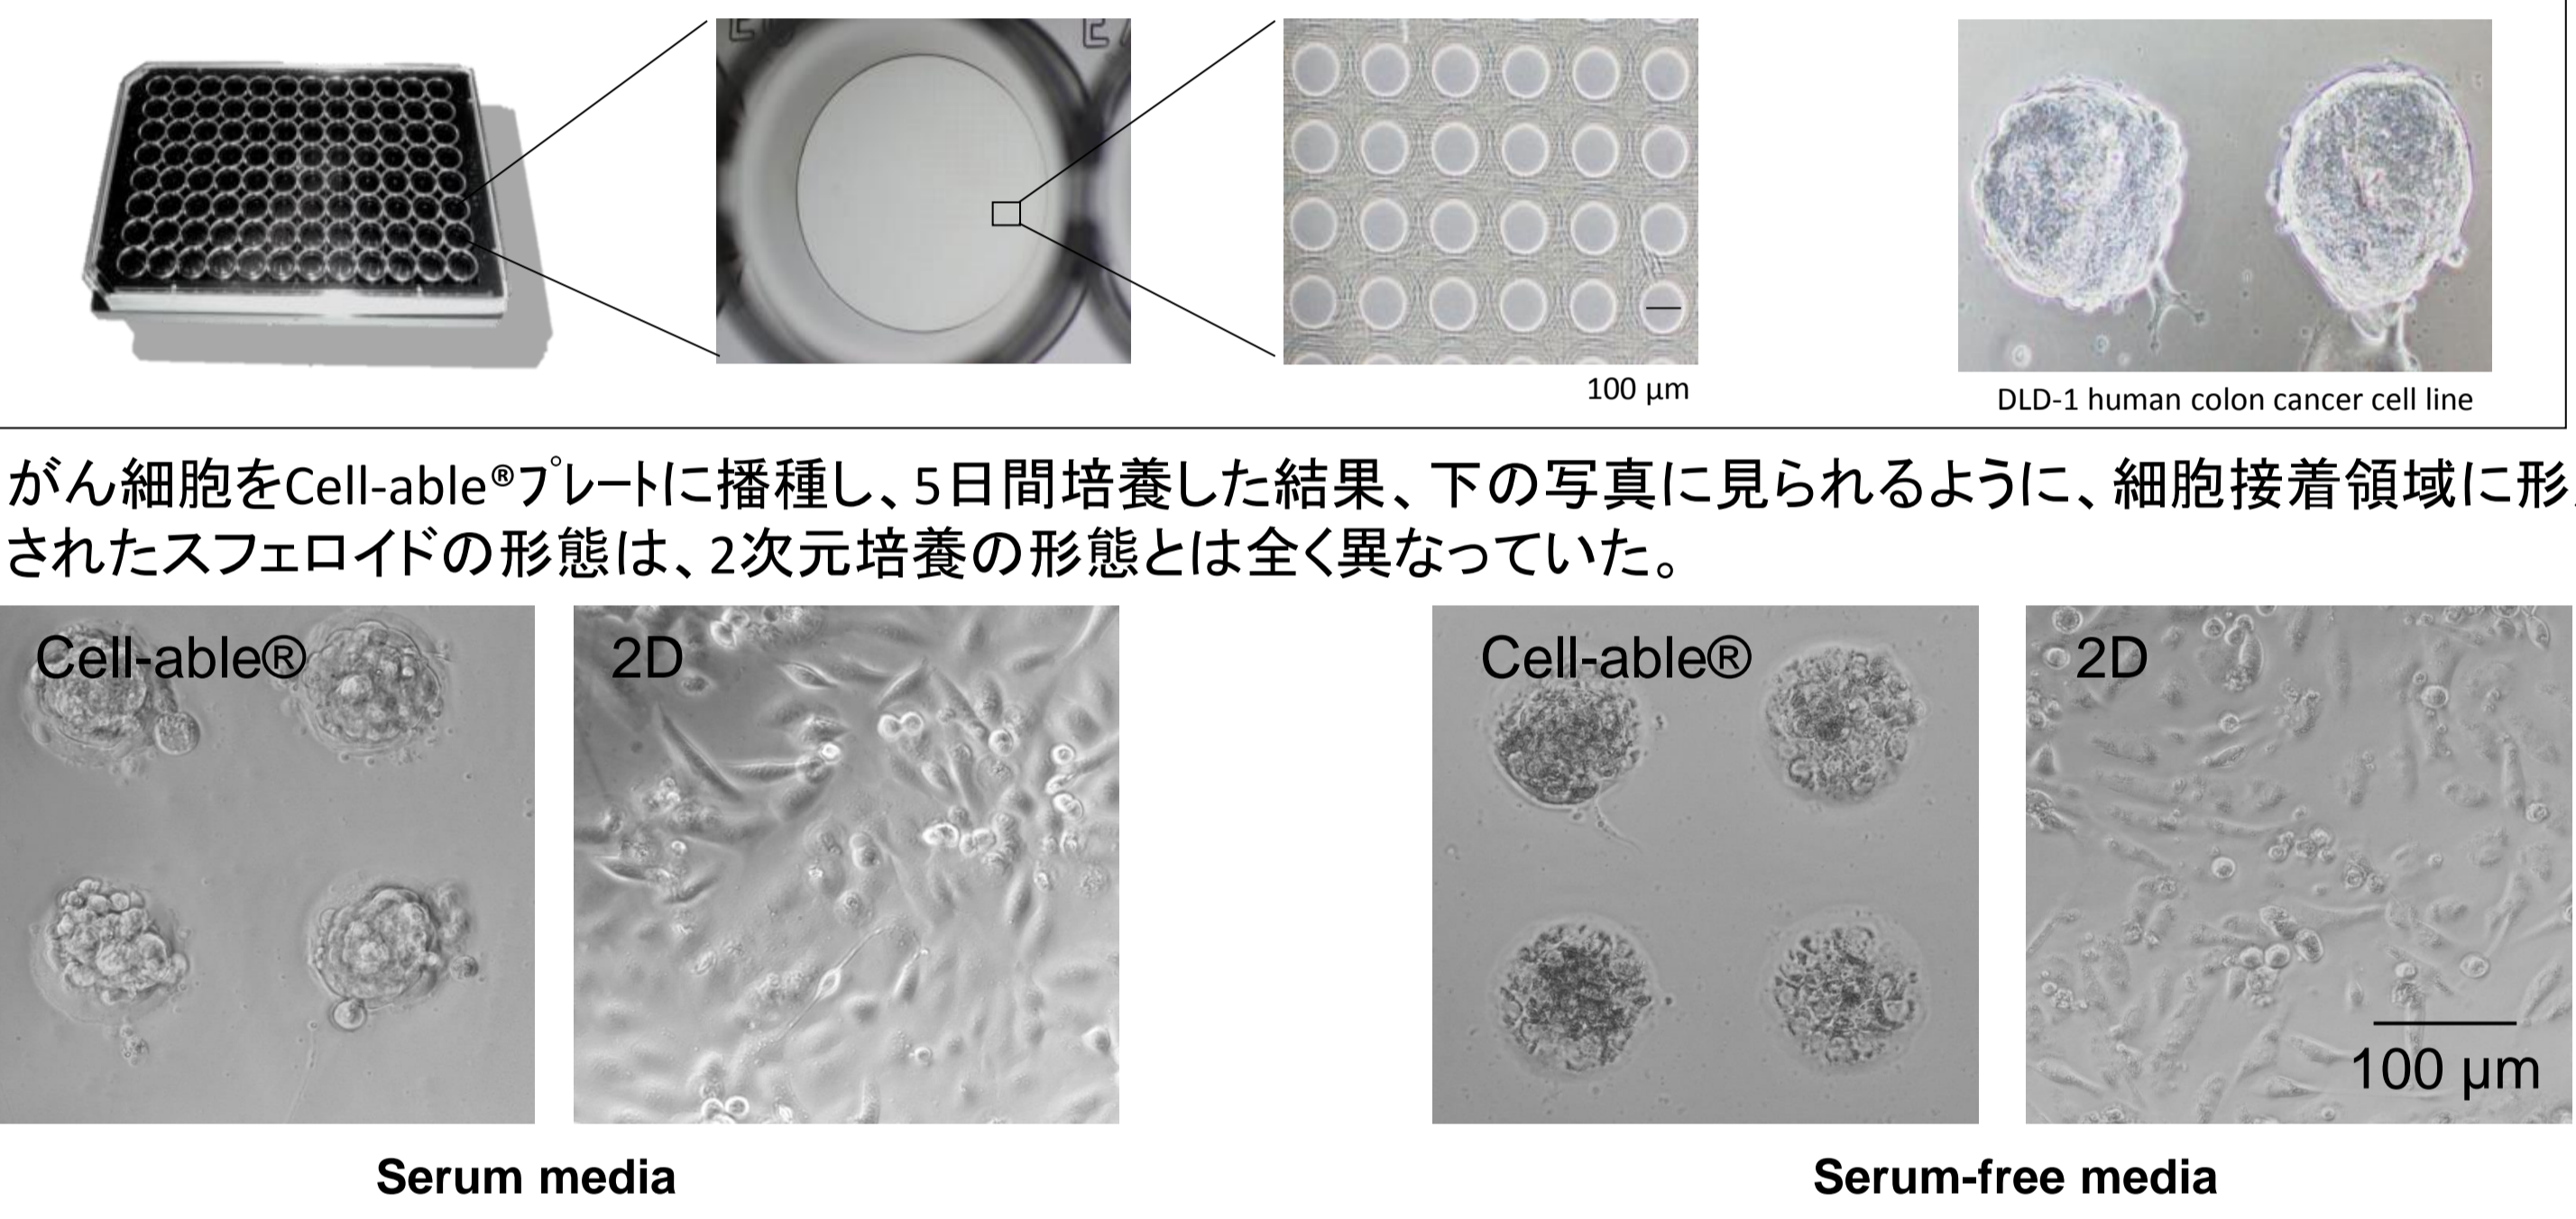 100 µm
DLD-1 human colon cancer cell line
がん細胞をCell-able®ﾌﾟﾚｰﾄに播種し、5日間培養した結果、下の写真に見られるように、細胞接着領域に形
されたスフェロイドの形態は、2次元培養の形態とは全く異なっていた。
Cell-able®
2D
Cell-able®
2D
100 µm
Serum media
Serum-free media